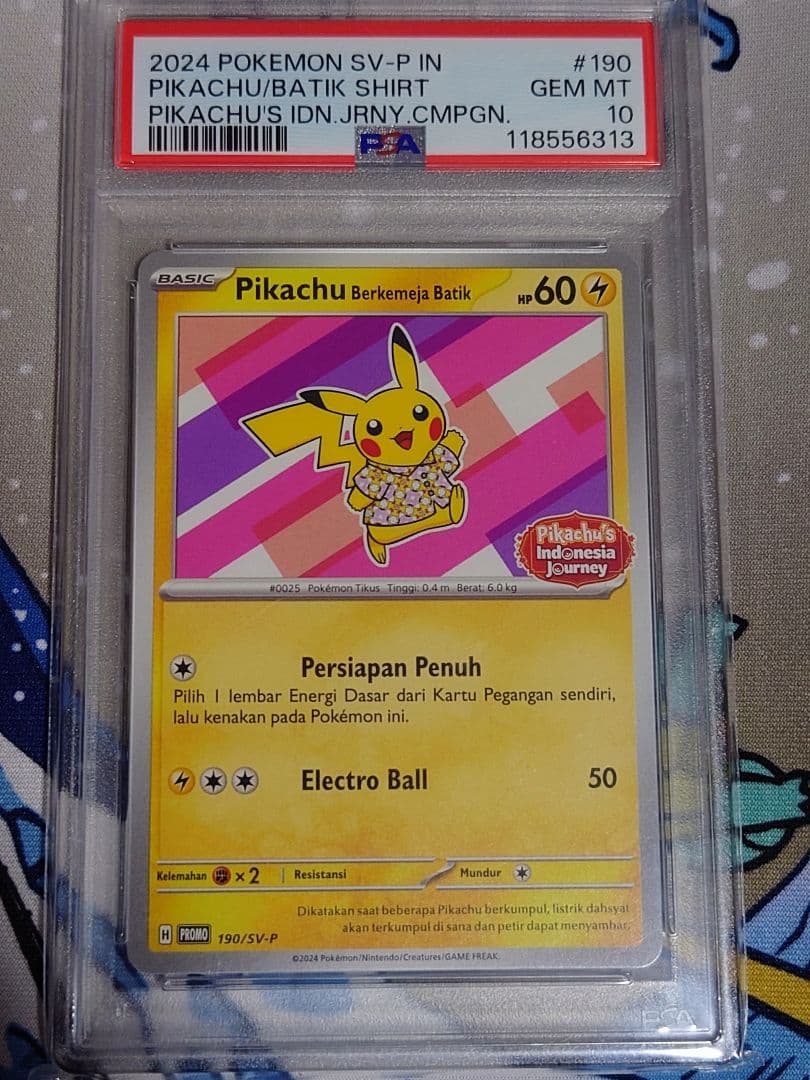 2024 POKEMON SV-P IN #190
PIKACHU/BATIK SHIRT GEM MT
PIKACHU'S IDN.JRNY.CMPGN. 10
PSA 118556313
BASIC Pikachu Berkemeja Batik HP 60
Pikachu's
Indonesia
Journey
#0025 Pokémon Tikus Tinggi: 0.4 m Berat: 6.0 kg
Persiapan Penuh
Pilih 1 lembar Energi Dasar dari Kartu Pegangan sendiri,
lalu kenakan pada Pokémon ini.
Electro Ball 50
Kelemahan ×2 Resistansi Mundur
Dikatakan saat beberapa Pikachu berkumpul, listrik dahsyat
akan terkumpul di sana dan petir dapat menyambar.
H PROMO 190/SV-P
©2024 Pokémon/Nintendo/Creatures/GAME FREAK.
PSA